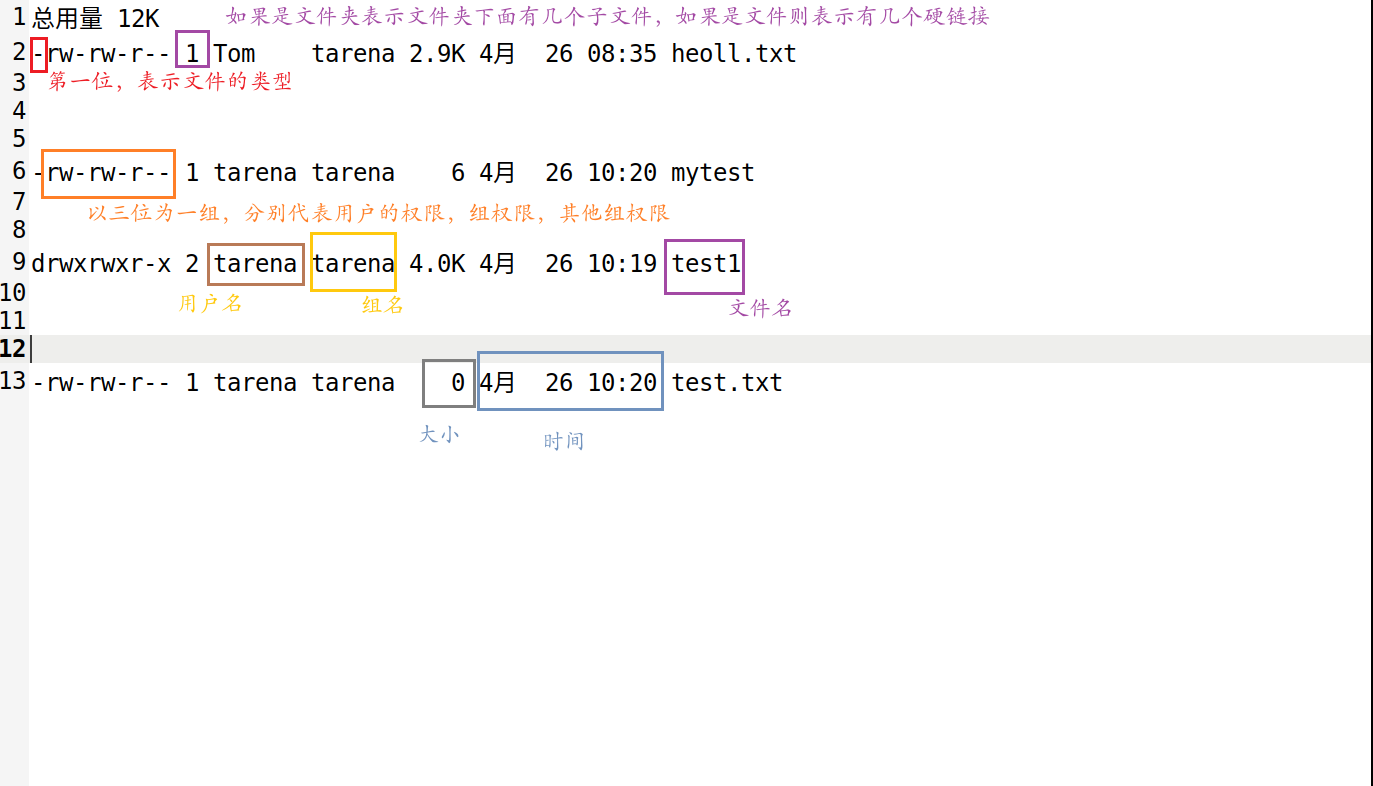 1 总用量 12K 如果是文件夹表示文件夹下面有几个子文件，如果是文件则表示有几个硬链接
2 -rw-rw-r-- 1 Tom    tarena 2.9K 4月  26 08:35 heoll.txt
3 第一位，表示文件的类型
4
5
6 -rw-rw-r-- 1 tarena tarena    6 4月  26 10:20 mytest
7 以三位为一组，分别代表用户的权限，组权限，其他组权限
8
9 drwxrwxr-x 2 tarena tarena 4.0K 4月  26 10:19 test1
10 用户名 组名 文件名
11
12
13 -rw-rw-r-- 1 tarena tarena    0 4月  26 10:20 test.txt
大小 时间